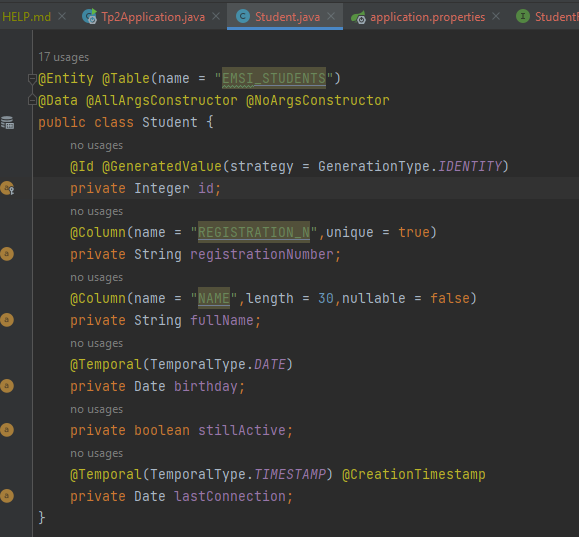 HELP.md × Tp2Application.java × Student.java × application.properties × Student
17 usages
@Entity @Table(name = "EMSI_STUDENTS")
@Data @AllArgsConstructor @NoArgsConstructor
public class Student {
no usages
@Id @GeneratedValue(strategy = GenerationType.IDENTITY)
private Integer id;
no usages
@Column(name = "REGISTRATION_N",unique = true)
private String registrationNumber;
no usages
@Column(name = "NAME",length = 30,nullable = false)
private String fullName;
no usages
@Temporal(TemporalType.DATE)
private Date birthday;
no usages
private boolean stillActive;
no usages
@Temporal(TemporalType.TIMESTAMP) @CreationTimestamp
private Date lastConnection;
}